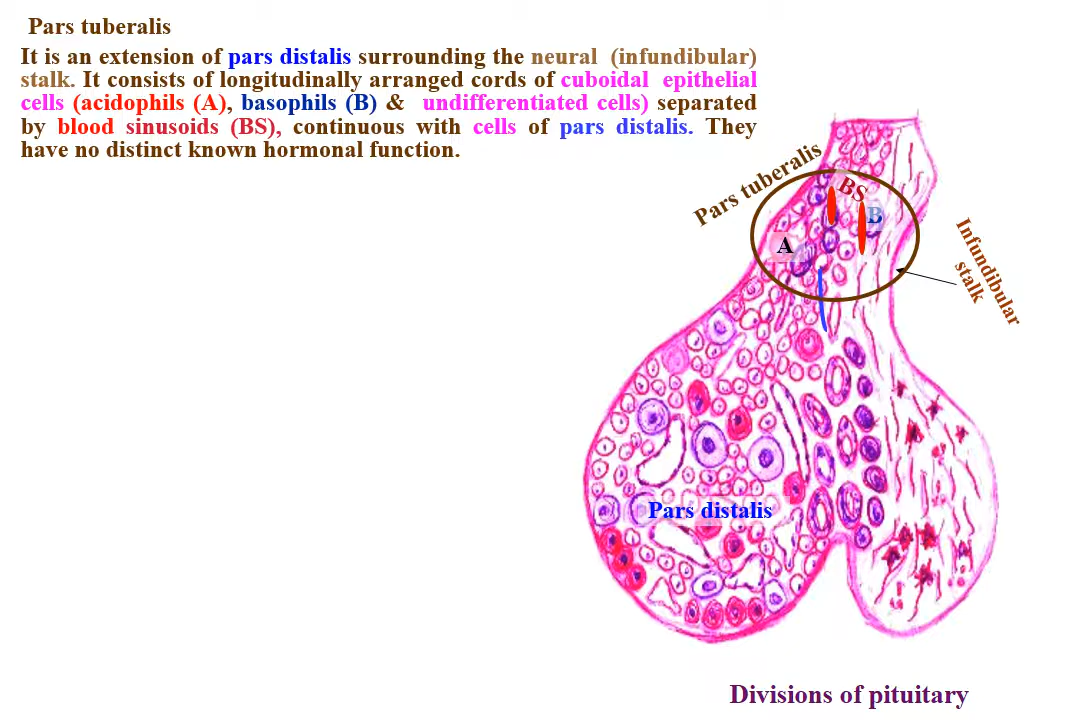 Pars tuberalis
It is an extension of pars distalis surrounding the neural (infundibular)
stalk. It consists of longitudinally arranged cords of cuboidal epithelial
cells (acidophils (A), basophils (B) & undifferentiated cells) separated
by blood sinusoids (BS), continuous with cells of pars distalis. They
have no distinct known hormonal function.
Pars tuberalis
BS
B
A
Infundibular
stalk
Pars distalis
Divisions of pituitary